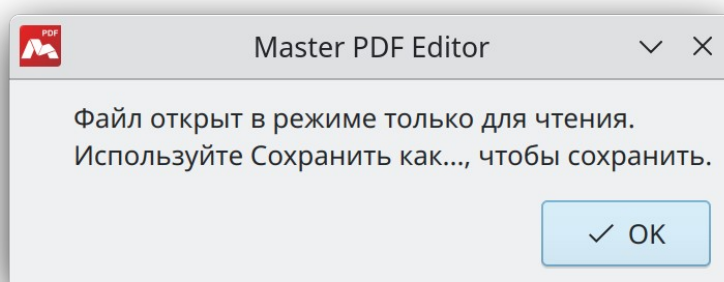 PDF
Master PDF Editor
Файл открыт в режиме только для чтения.
Используйте Сохранить как..., чтобы сохранить.
OK